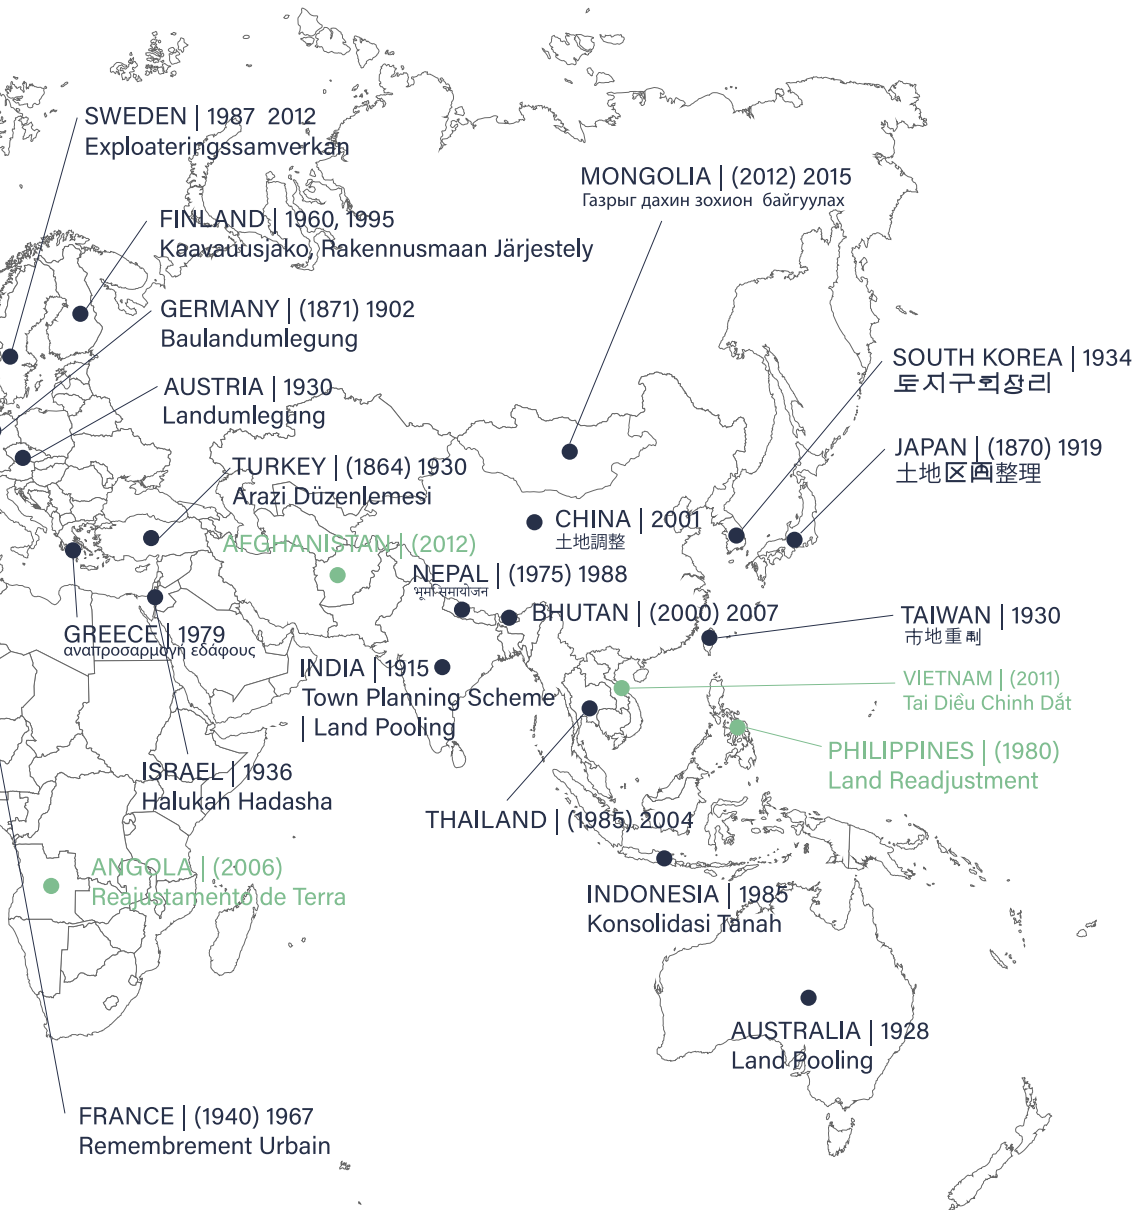 SWEDEN | 1987 2012
Exploateringssamverkan
MONGOLIA | (2012) 2015
Газрыг дахин зохион байгуулах
FINLAND | 1960, 1995
Kaavauusjako, Rakennusmaan Järjestely
GERMANY | (1871) 1902
Baulandumlegung
SOUTH KOREA | 1934
토지구획정리
AUSTRIA | 1930
Landumlegung
JAPAN | (1870) 1919
土地区画整理
TURKEY | (1864) 1930
Arazi Düzenlemesi
CHINA | 2001
土地調整
AFGHANISTAN | (2012)
NEPAL | (1975) 1988
BHUTAN | (2000) 2007
TAIWAN | 1930
市地重劃
GREECE | 1979
αναπροσαρμογή εδάφους
INDIA | 1915
Town Planning Scheme
| Land Pooling
VIETNAM | (2011)
Tai Diều Chinh Dắt
PHILIPPINES | (1980)
Land Readjustment
ISRAEL | 1936
Halukah Hadasha
THAILAND | (1985) 2004
ANGOLA | (2006)
Reajustamento de Terra
INDONESIA | 1985
Konsolidasi Tanah
AUSTRALIA | 1928
Land Pooling
FRANCE | (1940) 1967
Remembrement Urbain